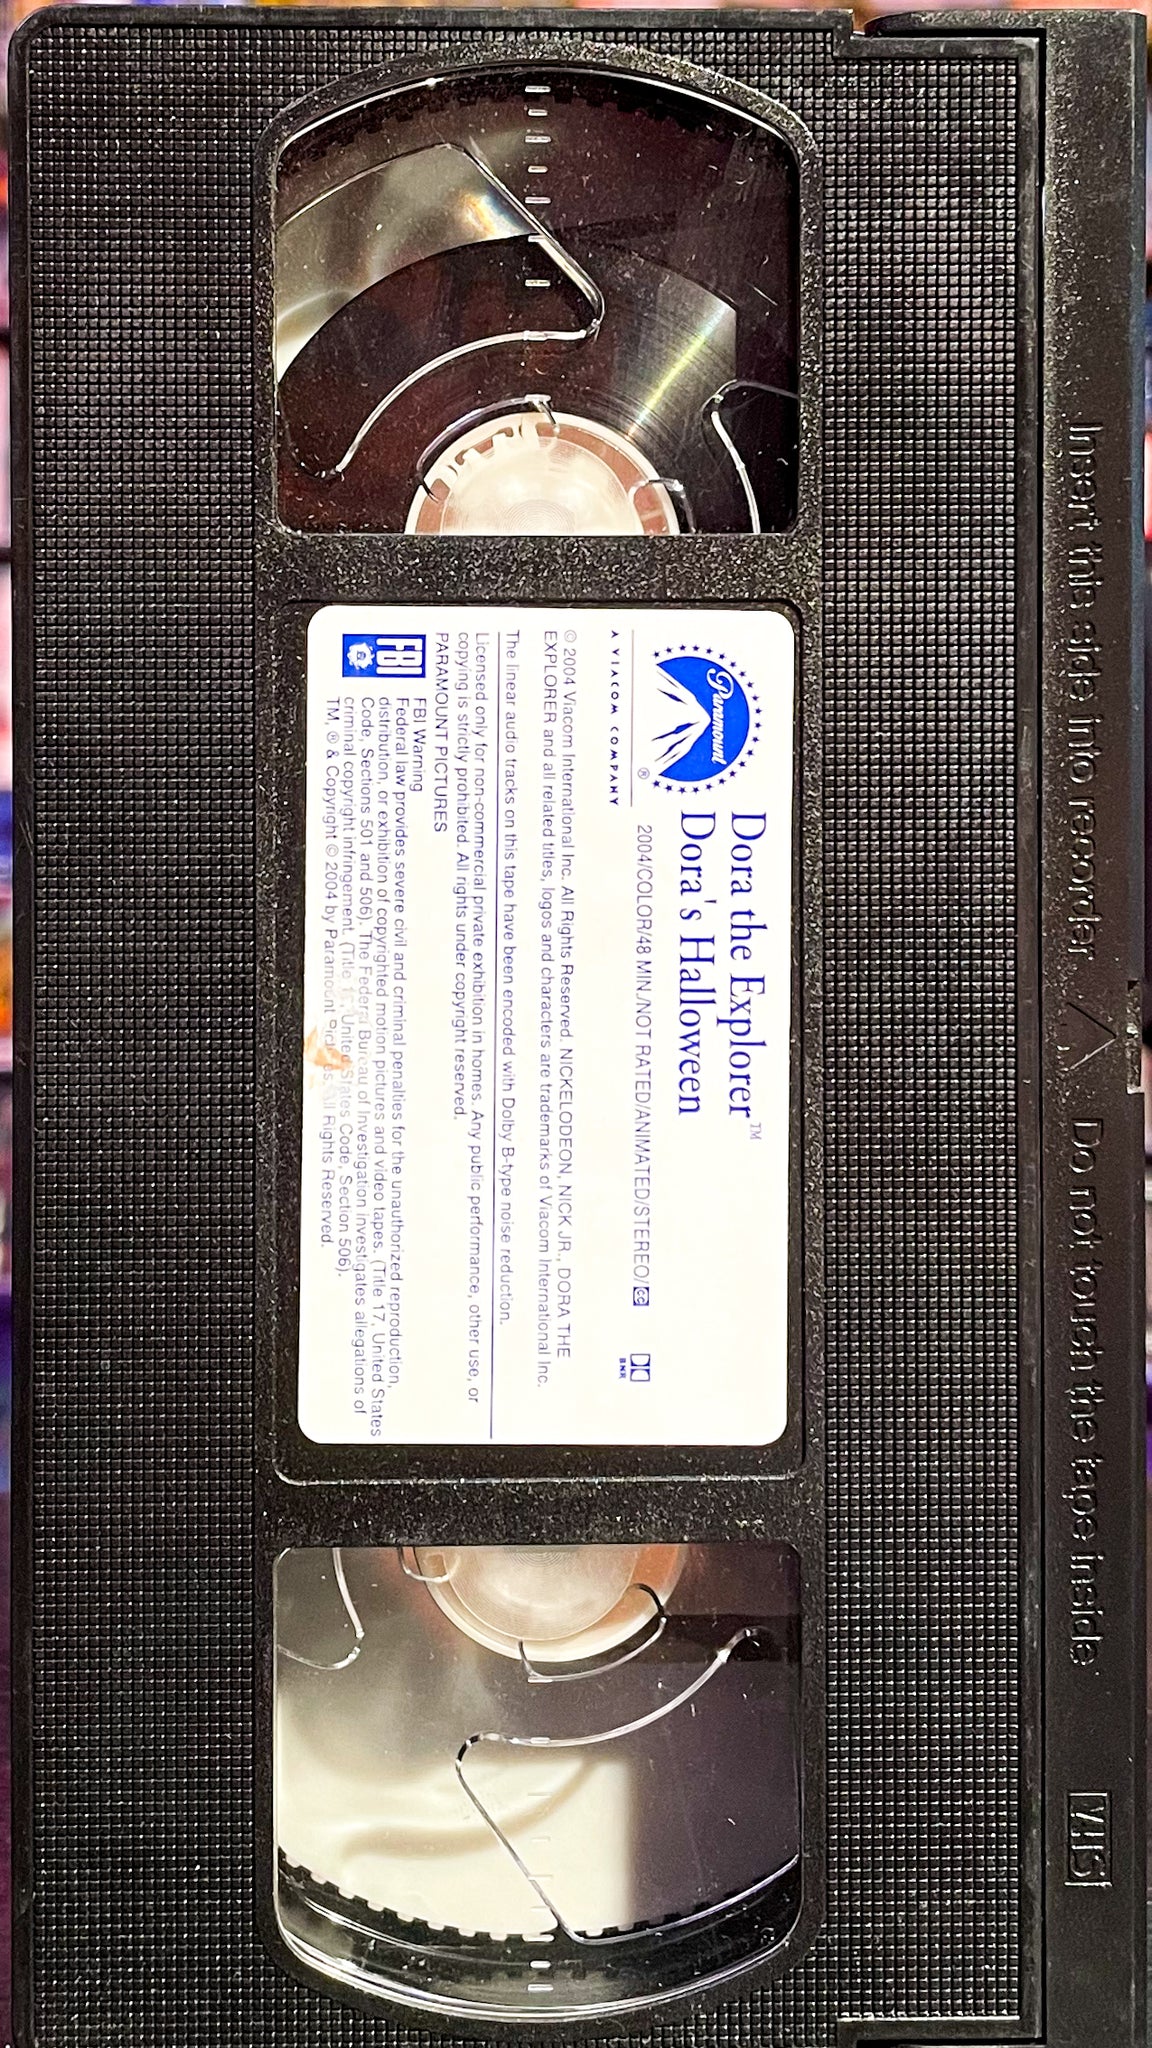 Insert this side into recorder △ Do not touch the tape inside
VHS
Paramount
®
A VIACOM COMPANY
Dora the Explorer™
Dora's Halloween
2004/COLOR/48 MIN./NOT RATED/ANIMATED/STEREO/CC
BNR
© 2004 Viacom International Inc. All Rights Reserved. NICKELODEON, NICK JR., DORA THE
EXPLORER and all related titles, logos and characters are trademarks of Viacom International Inc.
The linear audio tracks on this tape have been encoded with Dolby B-type noise reduction.
Licensed only for non-commercial private exhibition in homes. Any public performance, other use, or
copying is strictly prohibited. All rights under copyright reserved.
PARAMOUNT PICTURES
FBI
FBI Warning
Federal law provides severe civil and criminal penalties for the unauthorized reproduction,
distribution, or exhibition of copyrighted motion pictures and video tapes. (Title 17, United States
Code, Sections 501 and 506). The Federal Bureau of Investigation investigates allegations of
criminal copyright infringement. (Title United States Code, Section 506).
TM, ® & Copyright © 2004 by Paramount Pictures. All Rights Reserved.